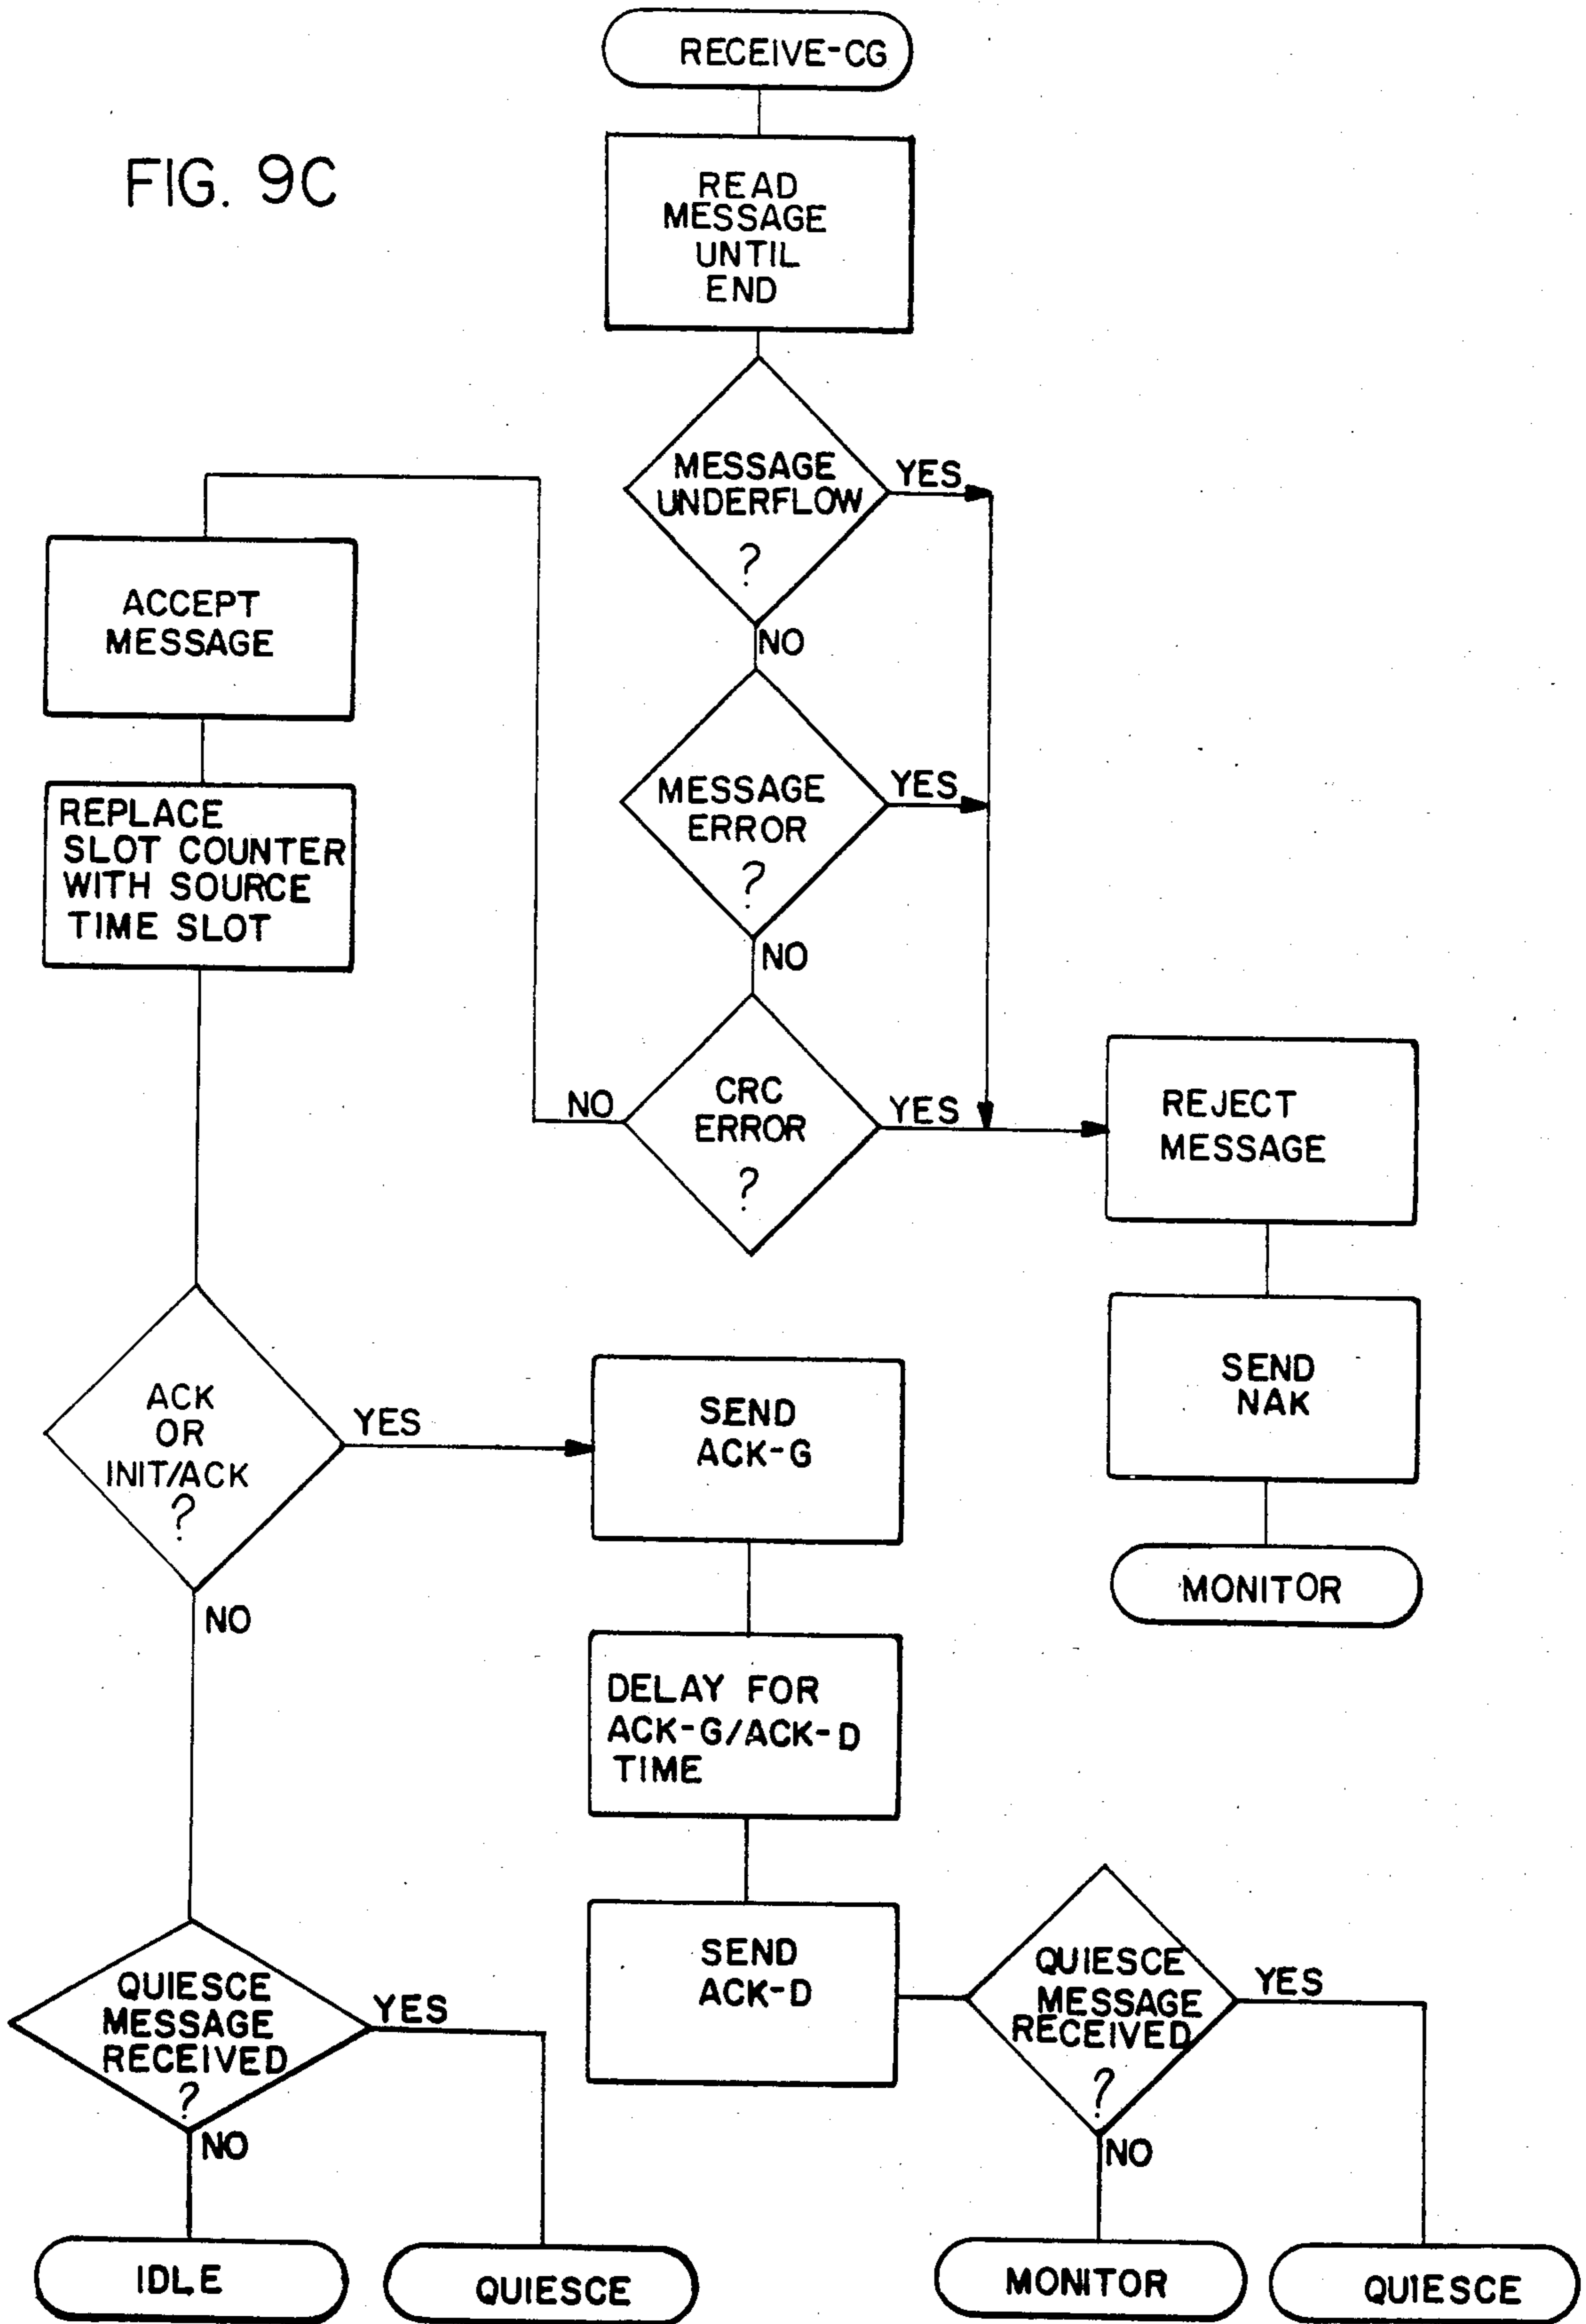 RECEIVE-CG
FIG. 9C
READ
MESSAGE
UNTIL
END
MESSAGE
UNDERFLOW
?
YES
NO
MESSAGE
ERROR
?
YES
NO
CRC
ERROR
?
NO
YES
ACCEPT
MESSAGE
REPLACE
SLOT COUNTER
WITH SOURCE
TIME SLOT
REJECT
MESSAGE
SEND
NAK
MONITOR
ACK
OR
INIT/ACK
?
YES
NO
SEND
ACK-G
DELAY FOR
ACK-G/ACK-D
TIME
SEND
ACK-D
QUIESCE
MESSAGE
RECEIVED
?
YES
NO
QUIESCE
MESSAGE
RECEIVED
?
YES
NO
IDLE
QUIESCE
MONITOR
QUIESCE